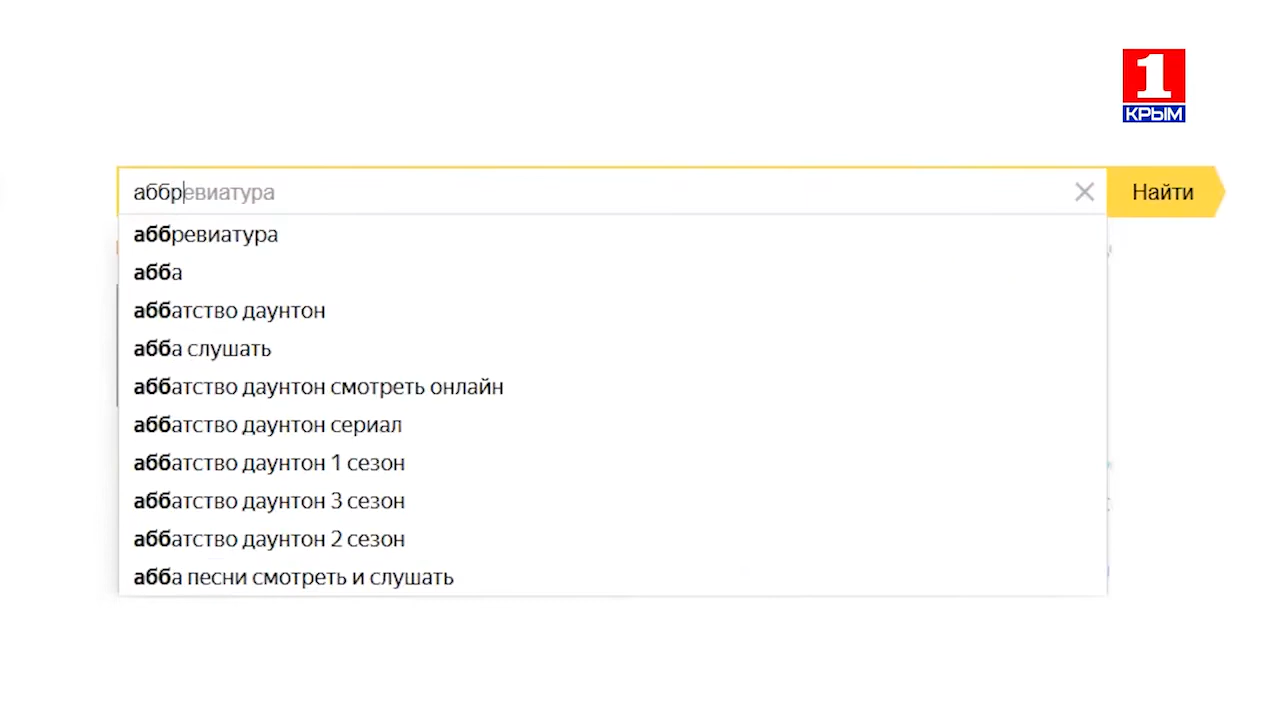 1
КРЫМ
аббревиатура
Найти
аббревиатура
абба
аббатство даунтон
абба слушать
аббатство даунтон смотреть онлайн
аббатство даунтон сериал
аббатство даунтон 1 сезон
аббатство даунтон 3 сезон
аббатство даунтон 2 сезон
абба песни смотреть и слушать